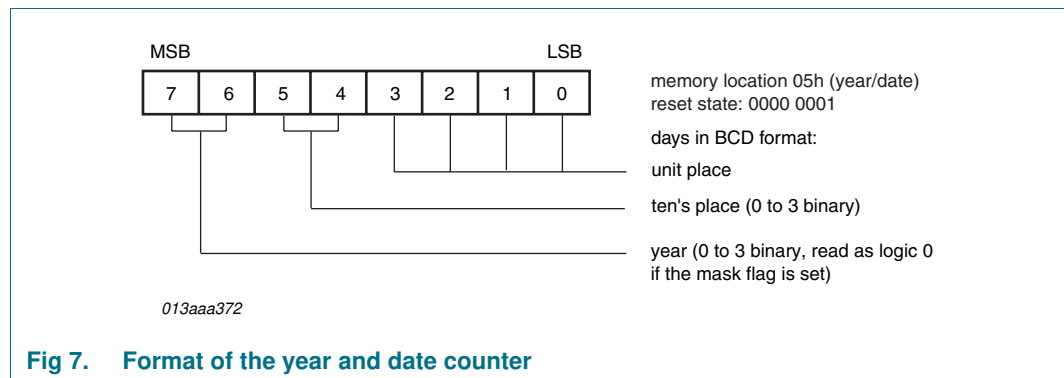 MSB LSB
7 6 5 4 3 2 1 0
memory location 05h (year/date)
reset state: 0000 0001
days in BCD format:
unit place
ten's place (0 to 3 binary)
year (0 to 3 binary, read as logic 0
if the mask flag is set)
013aaa372
Fig 7. Format of the year and date counter